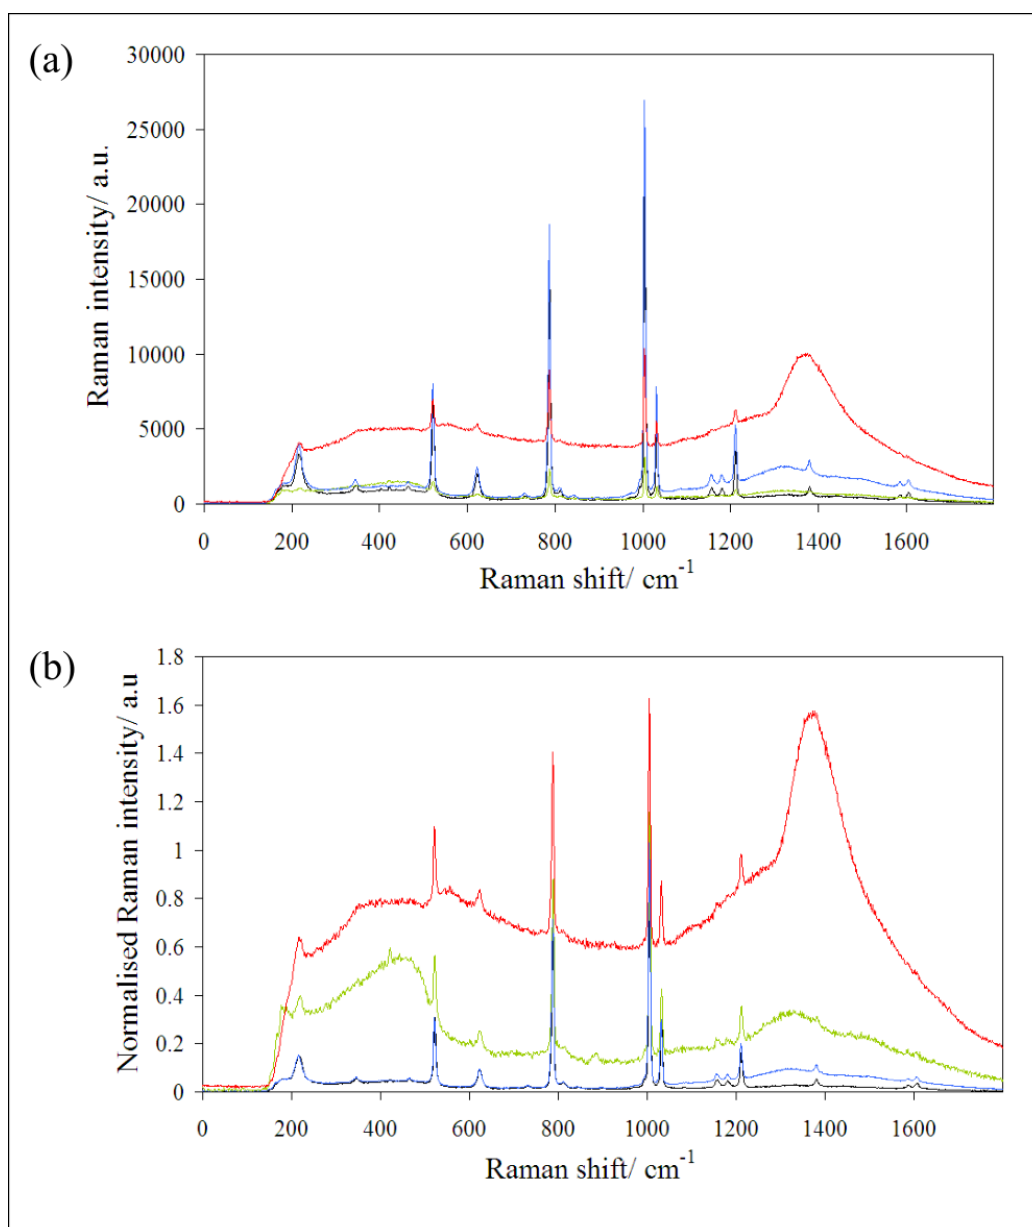 (a)
30000
25000
20000
15000
10000
5000
0
Raman intensity/ a.u.
0 200 400 600 800 1000 1200 1400 1600
Raman shift/ cm-1
(b)
1.8
1.6
1.4
1.2
1
0.8
0.6
0.4
0.2
0
Normalised Raman intensity/ a.u
0 200 400 600 800 1000 1200 1400 1600
Raman shift/ cm-1